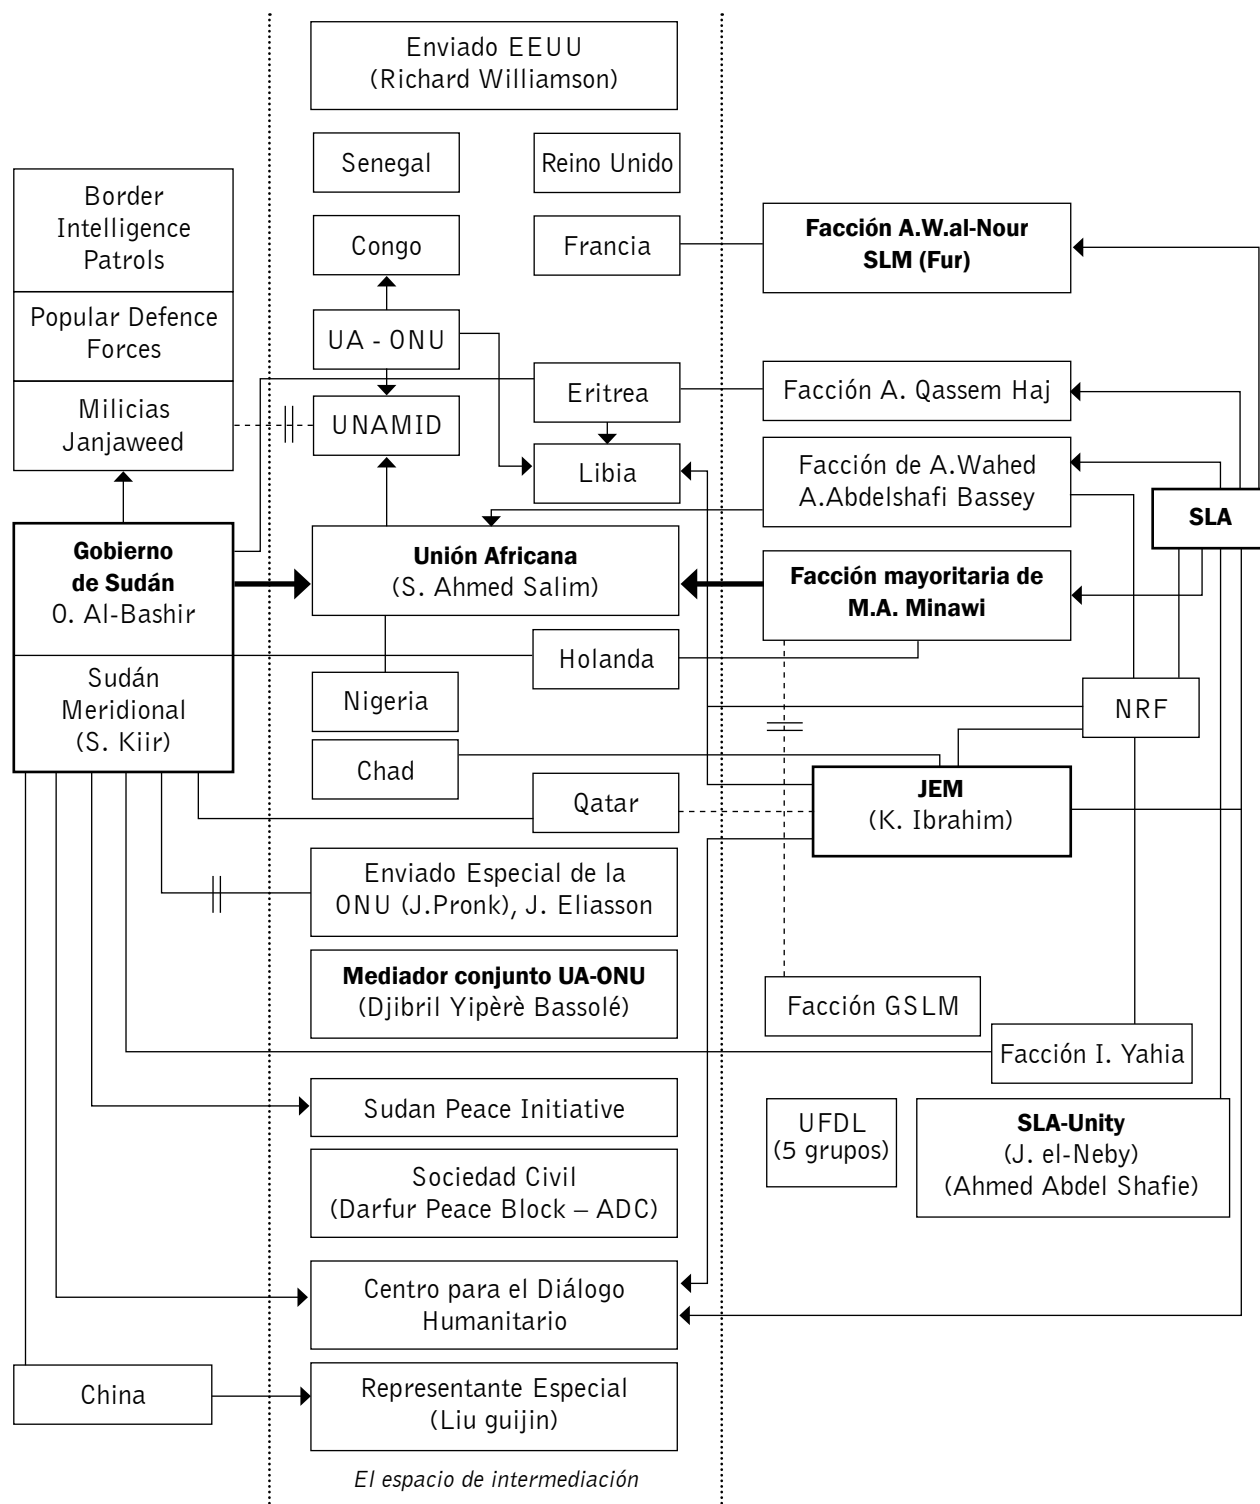 Enviado EEUU
(Richard Williamson)
Senegal
Reino Unido
Border
Intelligence
Patrols
Congo
Francia
Facción A.W.al-Nour
SLM (Fur)
Popular Defence
Forces
UA - ONU
Milicias
Janjaweed
UNAMID
Eritrea
Facción A. Qassem Haj
Libia
Facción de A.Wahed
A.Abdelshafi Bassey
SLA
Gobierno
de Sudán
O. Al-Bashir
Unión Africana
(S. Ahmed Salim)
Facción mayoritaria de
M.A. Minawi
Holanda
Sudán
Meridional
(S. Kiir)
Nigeria
NRF
Chad
Qatar
JEM
(K. Ibrahim)
Enviado Especial de la
ONU (J.Pronk), J. Eliasson
Mediador conjunto UA-ONU
(Djibril Yipèrè Bassolé)
Facción GSLM
Facción I. Yahia
Sudan Peace Initiative
UFDL
(5 grupos)
SLA-Unity
(J. el-Neby)
(Ahmed Abdel Shafie)
Sociedad Civil
(Darfur Peace Block – ADC)
Centro para el Diálogo
Humanitario
China
Representante Especial
(Liu guijin)
El espacio de intermediación